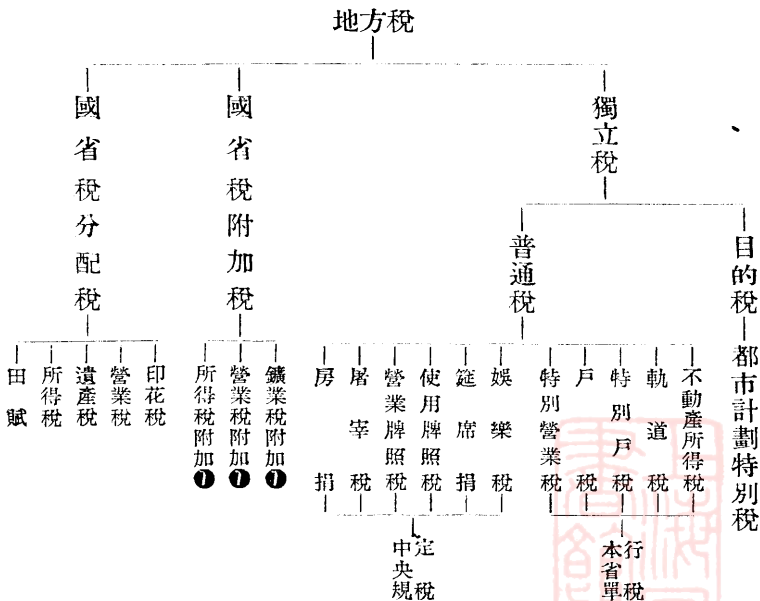 地方稅
獨立稅
國省稅附加稅
國省稅分配稅
目的稅
都市計劃特別稅
普通稅
不動產所得稅
軌道稅
特別戶稅
戶稅
特別營業稅
娛樂稅
筵席捐
使用牌照稅
營業牌照稅
屠宰稅
房捐
鑛業稅附加❶
營業稅附加❶
所得稅附加❶
印花稅
營業稅
遺產稅
所得稅
田賦
本省單
行稅
中央規
定稅